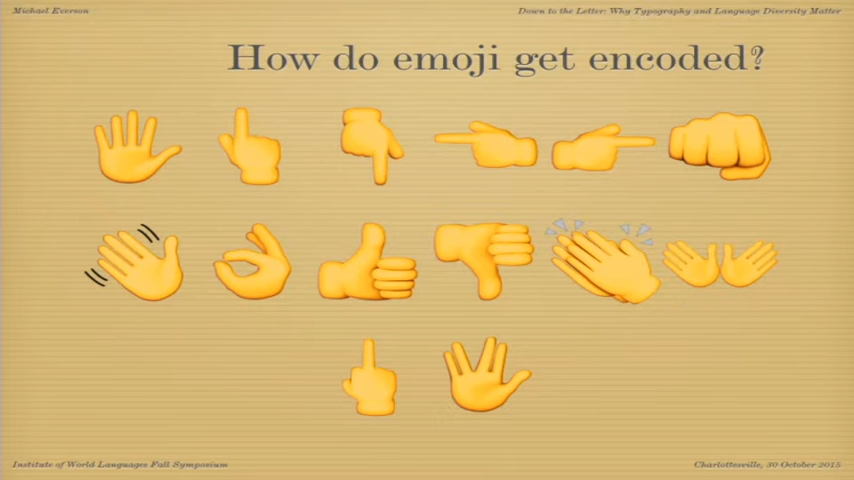 Michael Everson
Down to the Letter: Why Typography and Language Diversity Matter
How do emoji get encoded?
Institute of World Languages Fall Symposium
Charlottesville, 30 October 2015